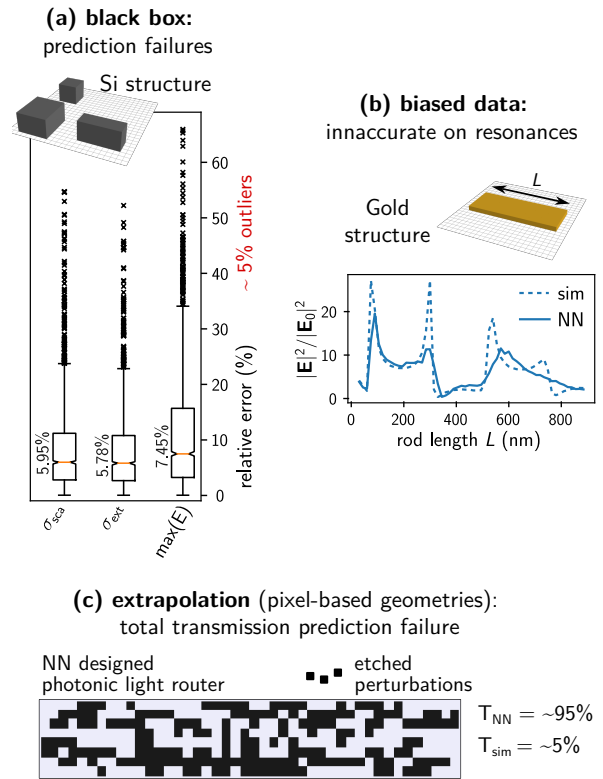 (a) black box:
prediction failures
Si structure
60
50
40
30
20
10
0
relative error (%)
~ 5% outliers
5.95%
5.78%
7.45%
σsca
σext
max(E)
(b) biased data:
innaccurate on resonances
L
Gold
structure
sim
NN
|E|²/|E₀|²
20
10
0
0 200 400 600 800
rod length L (nm)
(c) extrapolation (pixel-based geometries):
total transmission prediction failure
NN designed
photonic light router
etched
perturbations
T_NN = ~95%
T_sim = ~5%